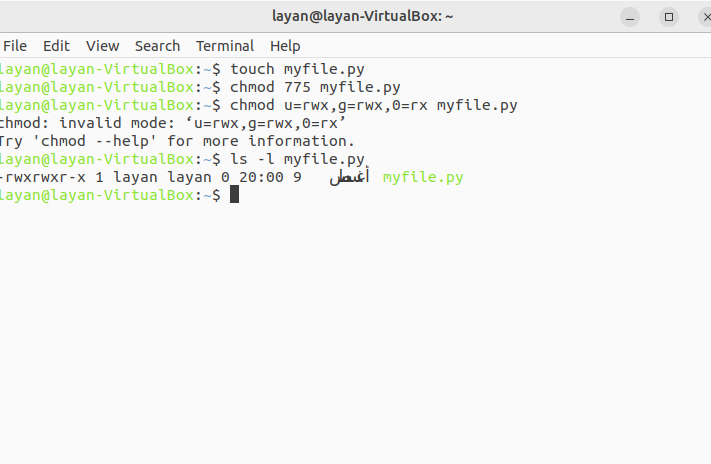 layan@layan-VirtualBox: ~
File Edit View Search Terminal Help
layan@layan-VirtualBox:~$ touch myfile.py
layan@layan-VirtualBox:~$ chmod 775 myfile.py
layan@layan-VirtualBox:~$ chmod u=rwx,g=rwx,0=rx myfile.py
chmod: invalid mode: ‘u=rwx,g=rwx,0=rx’
Try 'chmod --help' for more information.
layan@layan-VirtualBox:~$ ls -l myfile.py
-rwxrwxr-x 1 layan layan 0 20:00 9 myfile.py
layan@layan-VirtualBox:~$